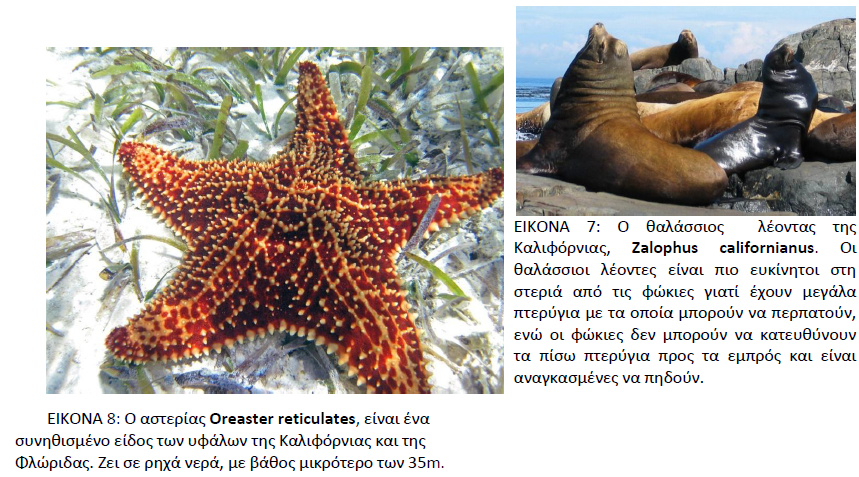 ΕΙΚΟΝΑ 7: Ο θαλάσσιος λέοντας της
Καλιφόρνιας, Zalophus californianus. Οι
θαλάσσιοι λέοντες είναι πιο ευκίνητοι στη
στεριά από τις φώκιες γιατί έχουν μεγάλα
πτερύγια με τα οποία μπορούν να περπατούν,
ενώ οι φώκιες δεν μπορούν να κατευθύνουν
τα πίσω πτερύγια προς τα εμπρός και είναι
αναγκασμένες να πηδούν.
ΕΙΚΟΝΑ 8: Ο αστερίας Oreaster reticulates, είναι ένα
συνηθισμένο είδος των υφάλων της Καλιφόρνιας και της
Φλώριδας. Ζει σε ρηχά νερά, με βάθος μικρότερο των 35m.